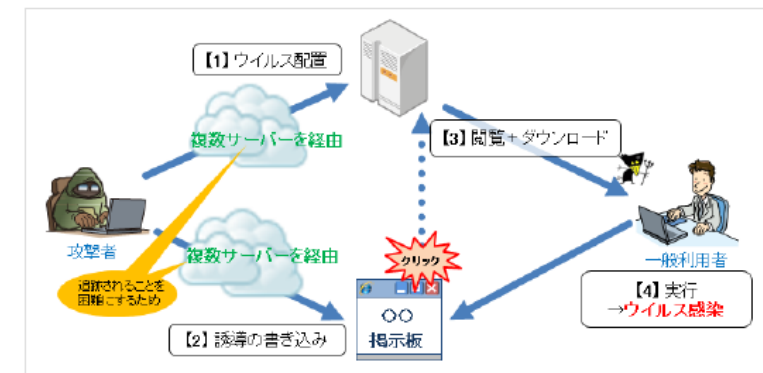 【1】ウイルス配置
複数サーバーを経由
【3】閲覧+ダウンロード
攻撃者
複数サーバーを経由
クリック
一般利用者
追跡されることを
困難にするため
【4】実行
→ウイルス感染
〇〇
掲示板
【2】誘導の書き込み